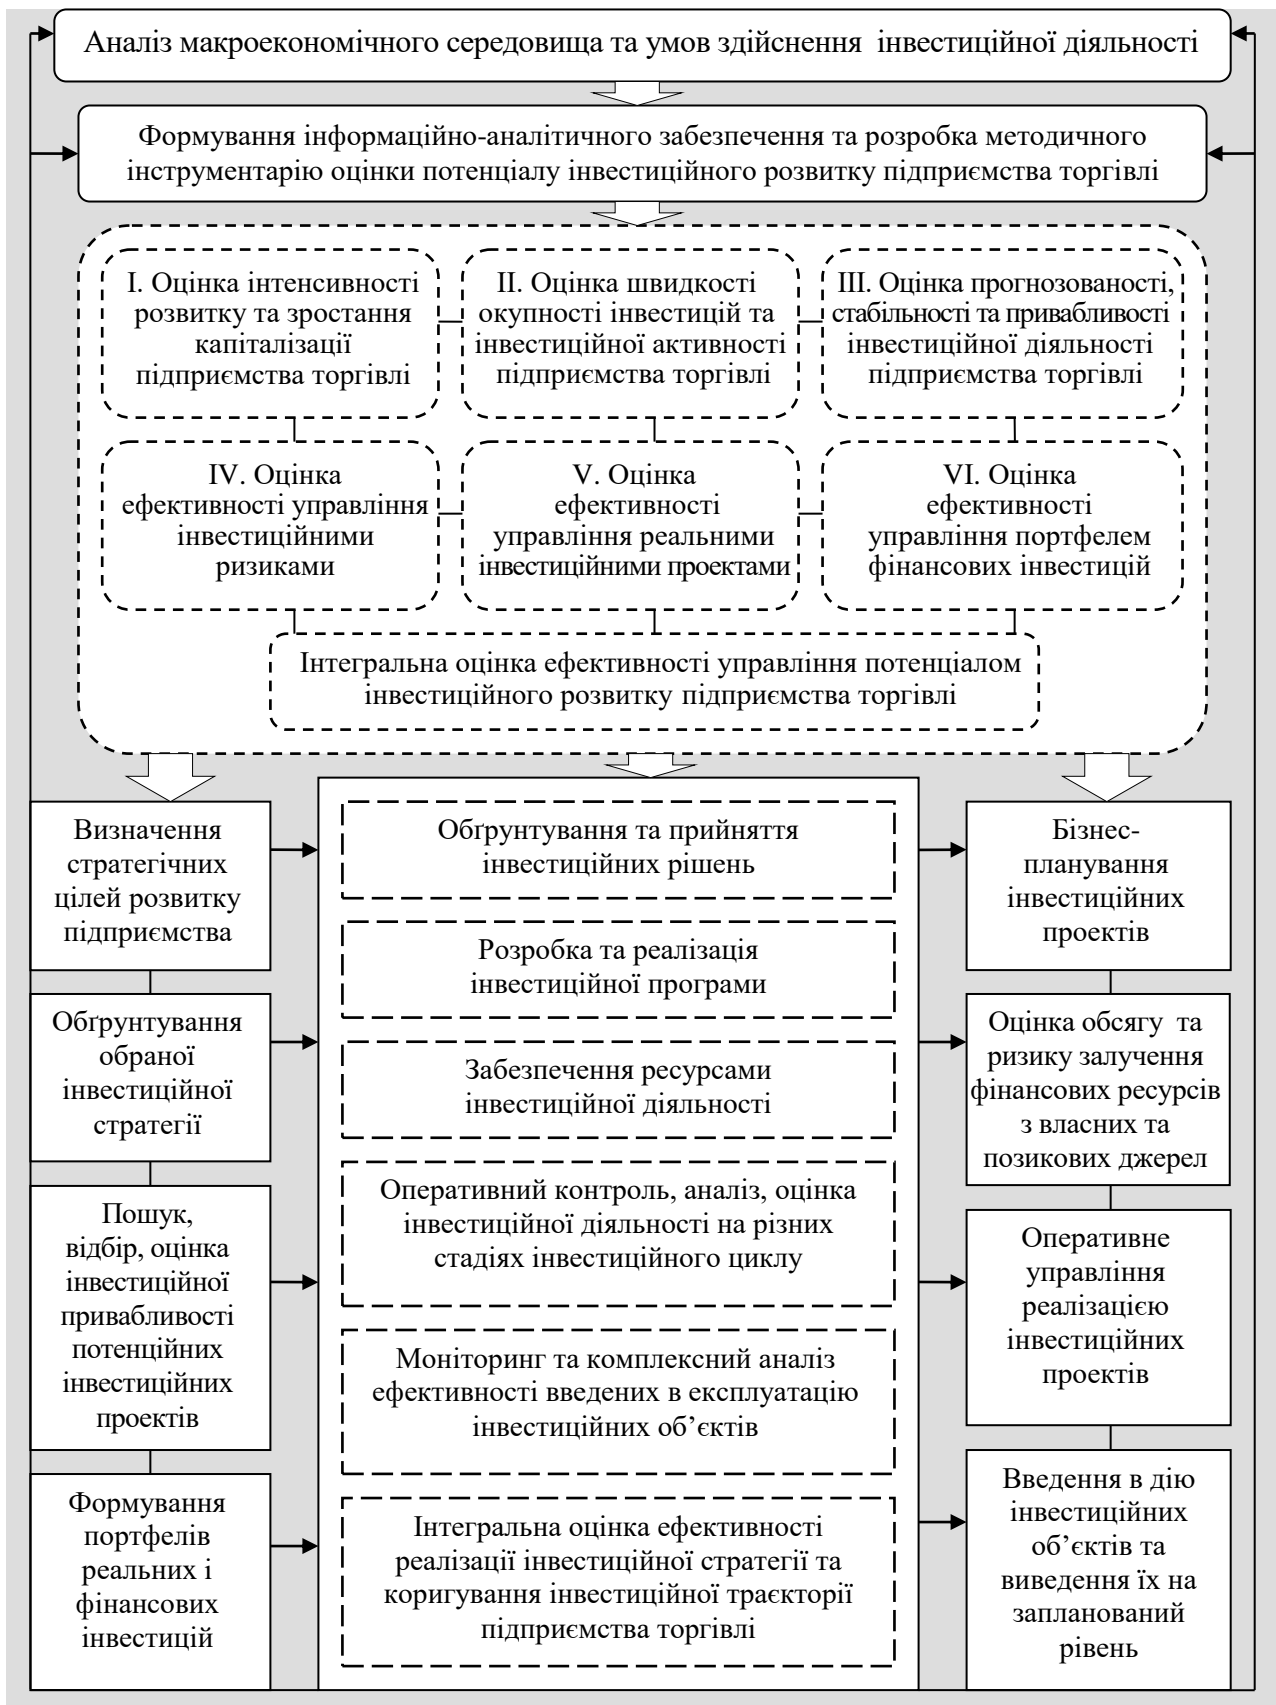 Аналіз макроекономічного середовища та умов здійснення інвестиційної діяльності
Формування інформаційно-аналітичного забезпечення та розробка методичного
інструментарію оцінки потенціалу інвестиційного розвитку підприємства торгівлі
I. Оцінка інтенсивності
розвитку та зростання
капіталізації
підприємства торгівлі
II. Оцінка швидкості
окупності інвестицій та
інвестиційної активності
підприємства торгівлі
III. Оцінка прогнозованості,
стабільності та привабливості
інвестиційної діяльності
підприємства торгівлі
IV. Оцінка
ефективності управління
інвестиційними
ризиками
V. Оцінка
ефективності
управління реальними
інвестиційними проектами
VI. Оцінка
ефективності
управління портфелем
фінансових інвестицій
Інтегральна оцінка ефективності управління потенціалом
інвестиційного розвитку підприємства торгівлі
Визначення
стратегічних
цілей розвитку
підприємства
Обґрунтування
обраної
інвестиційної
стратегії
Пошук,
відбір, оцінка
інвестиційної
привабливості
потенційних
інвестиційних
проектів
Формування
портфелів
реальних і
фінансових
інвестицій
Обґрунтування та прийняття
інвестиційних рішень
Розробка та реалізація
інвестиційної програми
Забезпечення ресурсами
інвестиційної діяльності
Оперативний контроль, аналіз, оцінка
інвестиційної діяльності на різних
стадіях інвестиційного циклу
Моніторинг та комплексний аналіз
ефективності введених в експлуатацію
інвестиційних об’єктів
Інтегральна оцінка ефективності
реалізації інвестиційної стратегії та
коригування інвестиційної траєкторії
підприємства торгівлі
Бізнес-
планування
інвестиційних
проектів
Оцінка обсягу та
ризику залучення
фінансових ресурсів
з власних та
позикових джерел
Оперативне
управління
реалізацією
інвестиційних
проектів
Введення в дію
інвестиційних
об’єктів та
виведення їх на
запланований
рівень